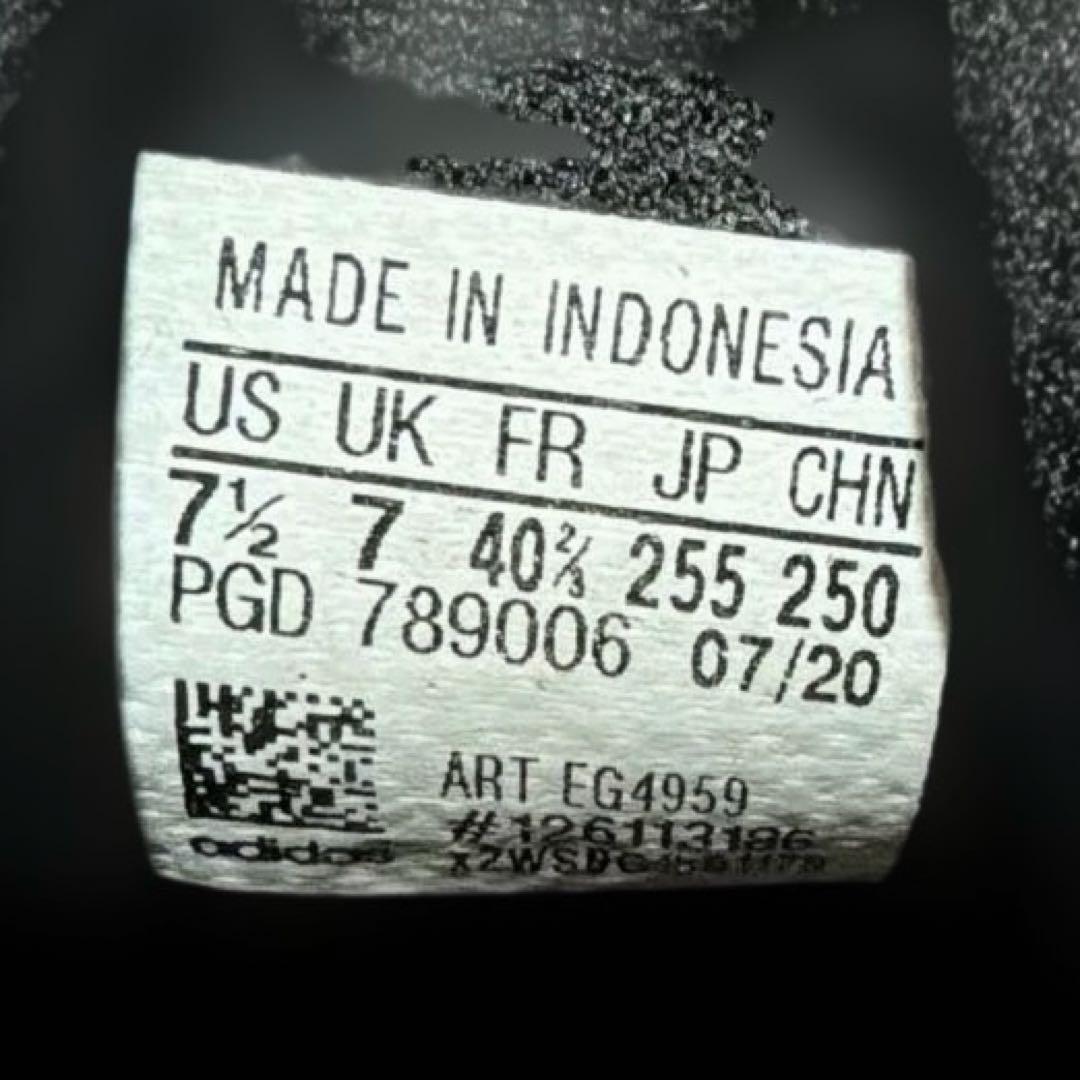 MADE IN INDONESIA
US UK FR JP CHN
7½ 7 40⅔ 255 250
PGD 789006 07/20
ART EG4959
#126113186
adidas